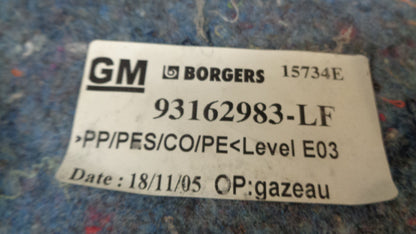 GM BORGERS 15734E
93162983-LF
>PP/PES/CO/PE<Level E03
Date : 18/11/05 OP:gazeau